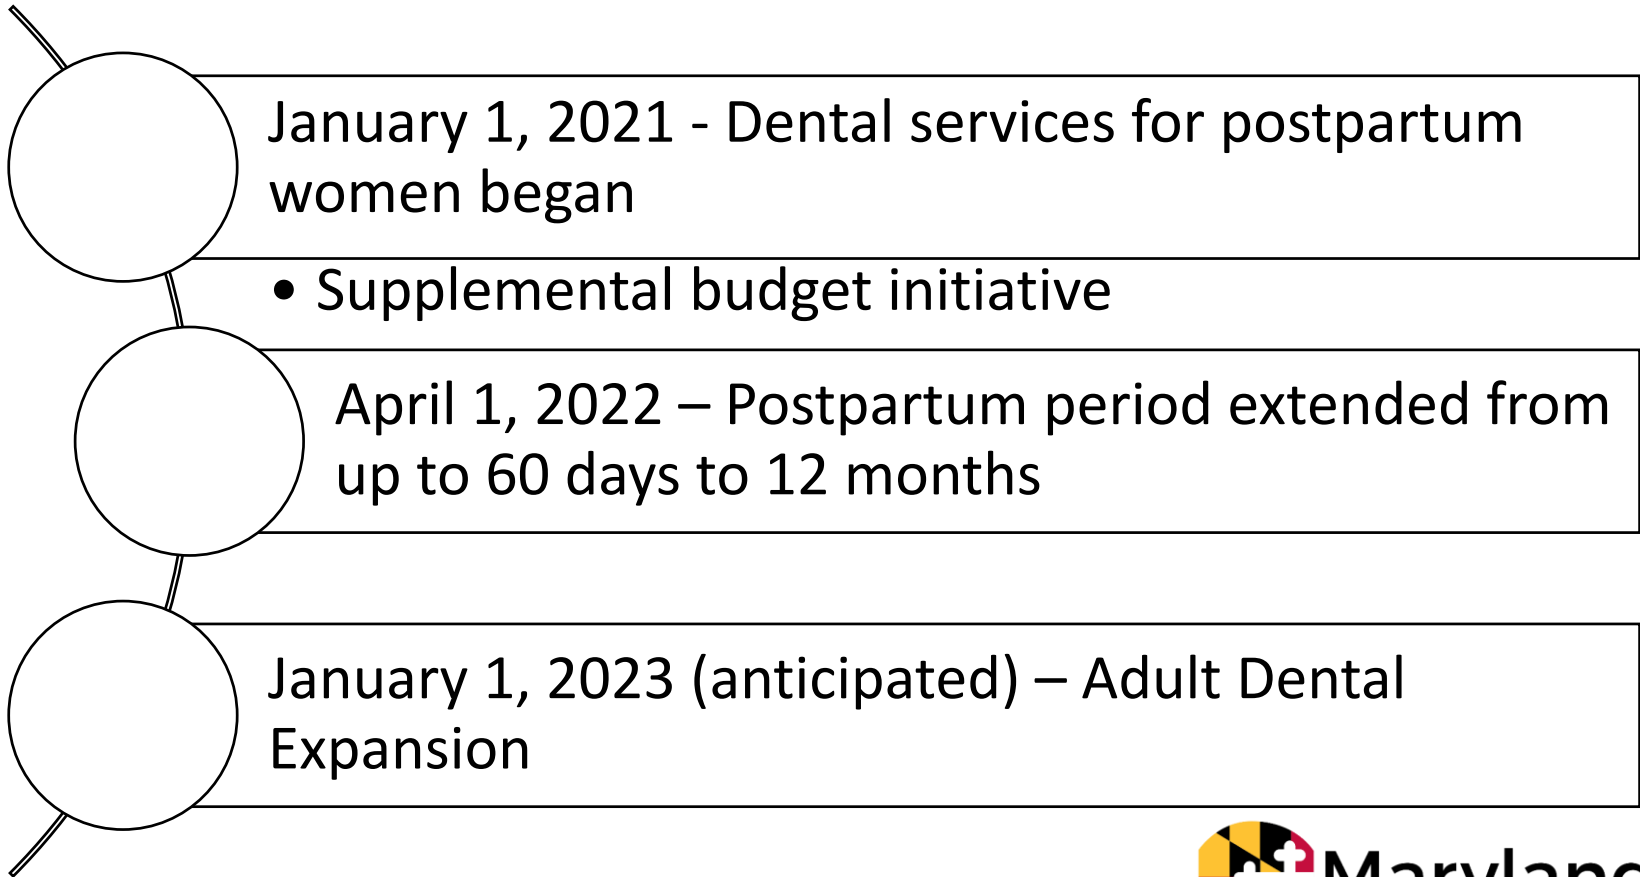 January 1, 2021 - Dental services for postpartum
women began
• Supplemental budget initiative
April 1, 2022 – Postpartum period extended from
up to 60 days to 12 months
January 1, 2023 (anticipated) – Adult Dental
Expansion
Maryland